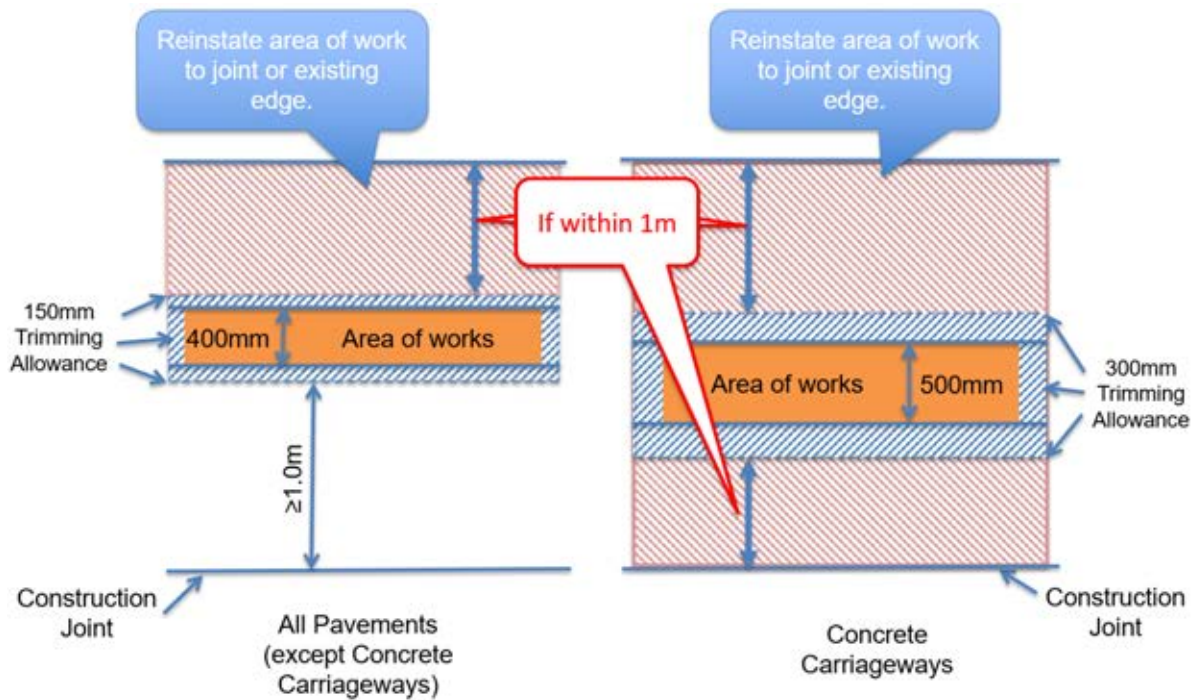 Reinstate area of work
to joint or existing
edge.
Reinstate area of work
to joint or existing
edge.
If within 1m
150mm
Trimming
Allowance
400mm
Area of works
≥1.0m
Area of works
500mm
300mm
Trimming
Allowance
Construction
Joint
All Pavements
(except Concrete
Carriageways)
Concrete
Carriageways
Construction
Joint